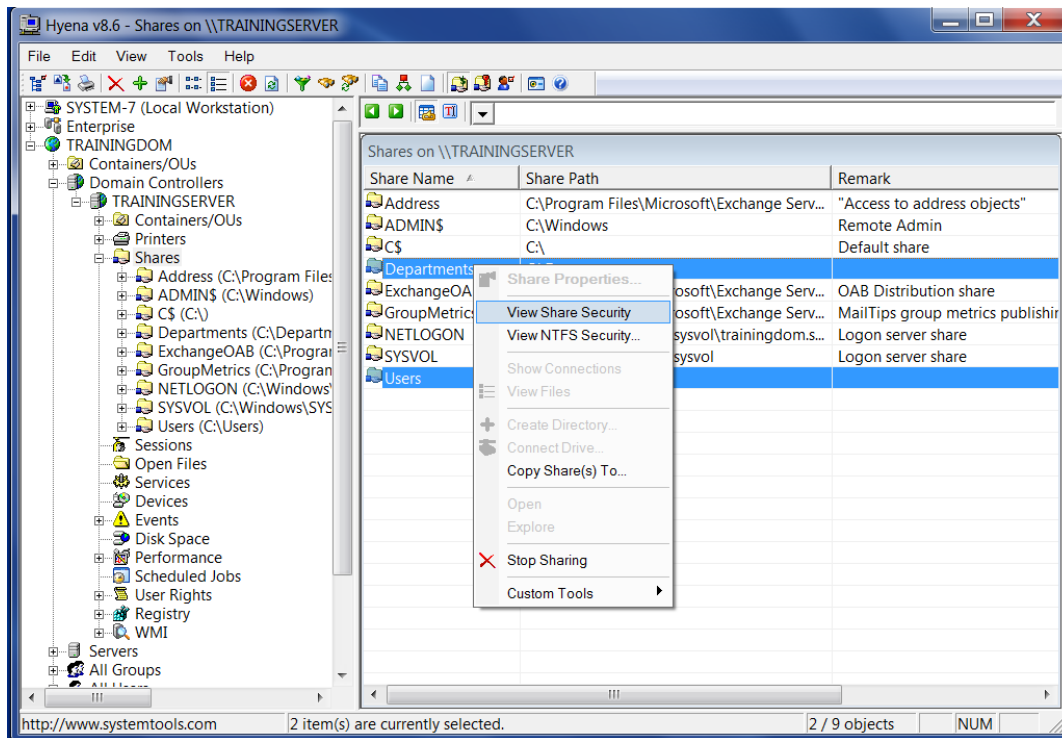 Hyena v8.6 - Shares on \\TRAININGSERVER
File Edit View Tools Help
SYSTEM-7 (Local Workstation)
Enterprise
TRAININGDOM
Containers/OUs
Domain Controllers
TRAININGSERVER
Containers/OUs
Printers
Shares
Address (C:\Program Files
ADMIN$ (C:\Windows)
C$ (C:\)
Departments (C:\Departm
ExchangeOAB (C:\Program
GroupMetrics (C:\Program
NETLOGON (C:\Windows\
SYSVOL (C:\Windows\SYS
Users (C:\Users)
Sessions
Open Files
Services
Devices
Events
Disk Space
Performance
Scheduled Jobs
User Rights
Registry
WMI
Servers
All Groups
Shares on \\TRAININGSERVER
Share Name Share Path Remark
Address C:\Program Files\Microsoft\Exchange Serv... "Access to address objects"
ADMIN$ C:\Windows Remote Admin
C$ C:\ Default share
Departments
ExchangeOA rosoft\Exchange Serv... OAB Distribution share
GroupMetrics rosoft\Exchange Serv... MailTips group metrics publishin
NETLOGON sysvol\trainingdom.s... Logon server share
SYSVOL sysvol Logon server share
Users
Share Properties...
View Share Security
View NTFS Security...
Show Connections
View Files
Create Directory...
Connect Drive...
Copy Share(s) To...
Open
Explore
Stop Sharing
Custom Tools
http://www.systemtools.com 2 item(s) are currently selected. 2 / 9 objects NUM